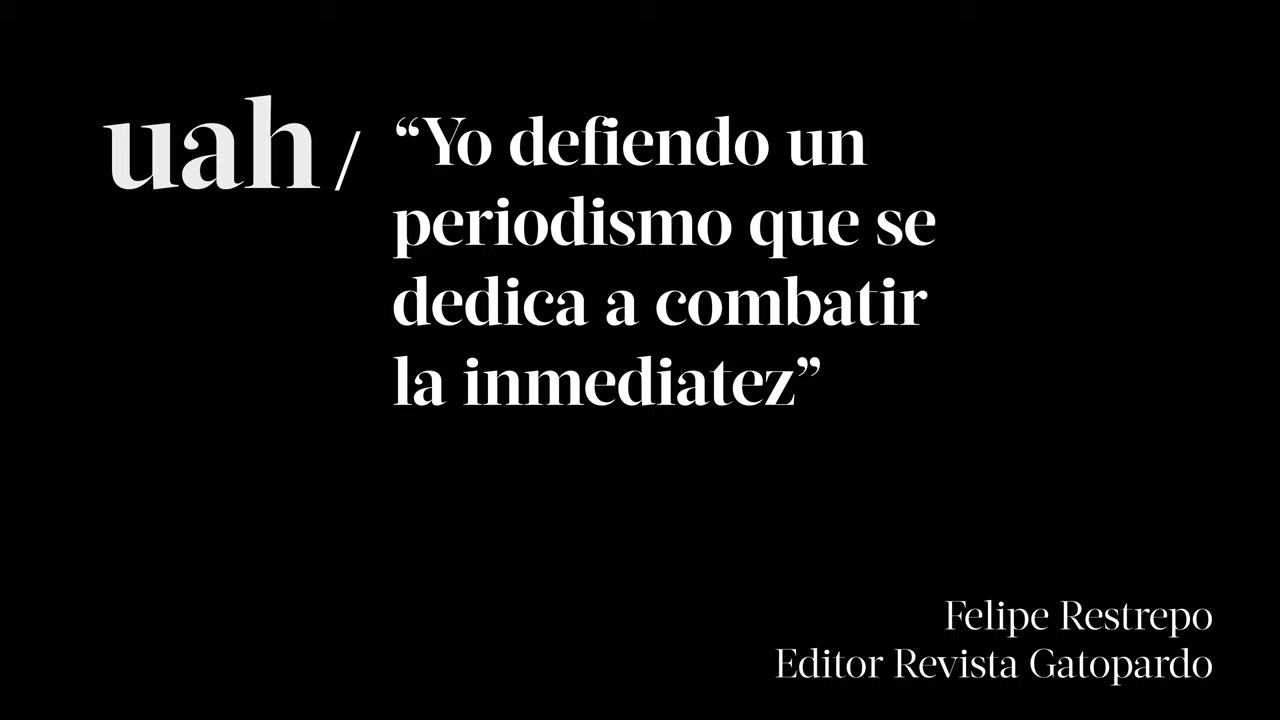 uah/
“Yo defiendo un
periodismo que se
dedica a combatir
la inmediatez”
Felipe Restrepo
Editor Revista Gatopardo